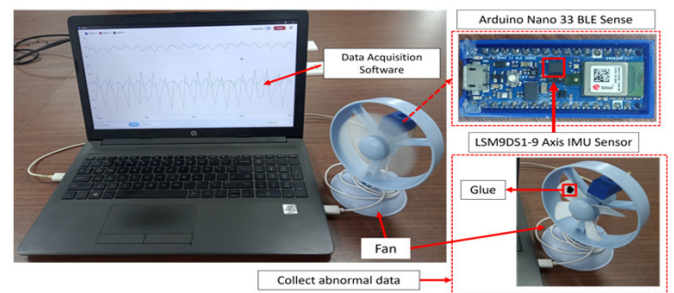 Arduino Nano 33 BLE Sense
Data Acquisition
Software
LSM9DS1-9 Axis IMU Sensor
Glue
Fan
Collect abnormal data